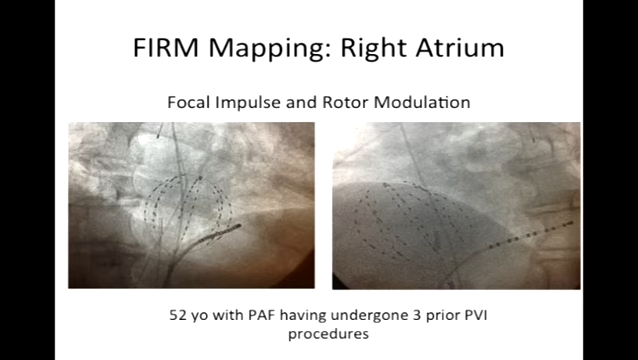 FIRM Mapping: Right Atrium
Focal Impulse and Rotor Modulation
52 yo with PAF having undergone 3 prior PVI
procedures